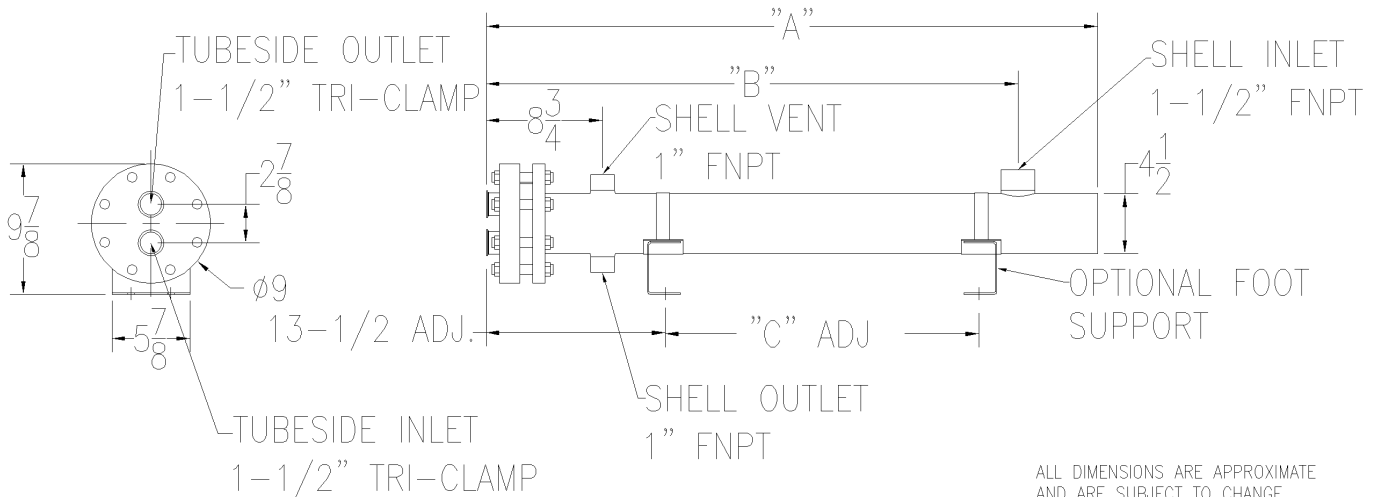 "A"
TUBESIDE OUTLET
1-1/2" TRI-CLAMP
"B"
SHELL INLET
1-1/2" FNPT
8 3/4
SHELL VENT
1" FNPT
2 7/8
4 1/2
9 7/8
Ø9
5 7/8
13-1/2 ADJ.
"C" ADJ
OPTIONAL FOOT
SUPPORT
SHELL OUTLET
1" FNPT
TUBESIDE INLET
1-1/2" TRI-CLAMP
ALL DIMENSIONS ARE APPROXIMATE
AND ARE SUBJECT TO CHANGE